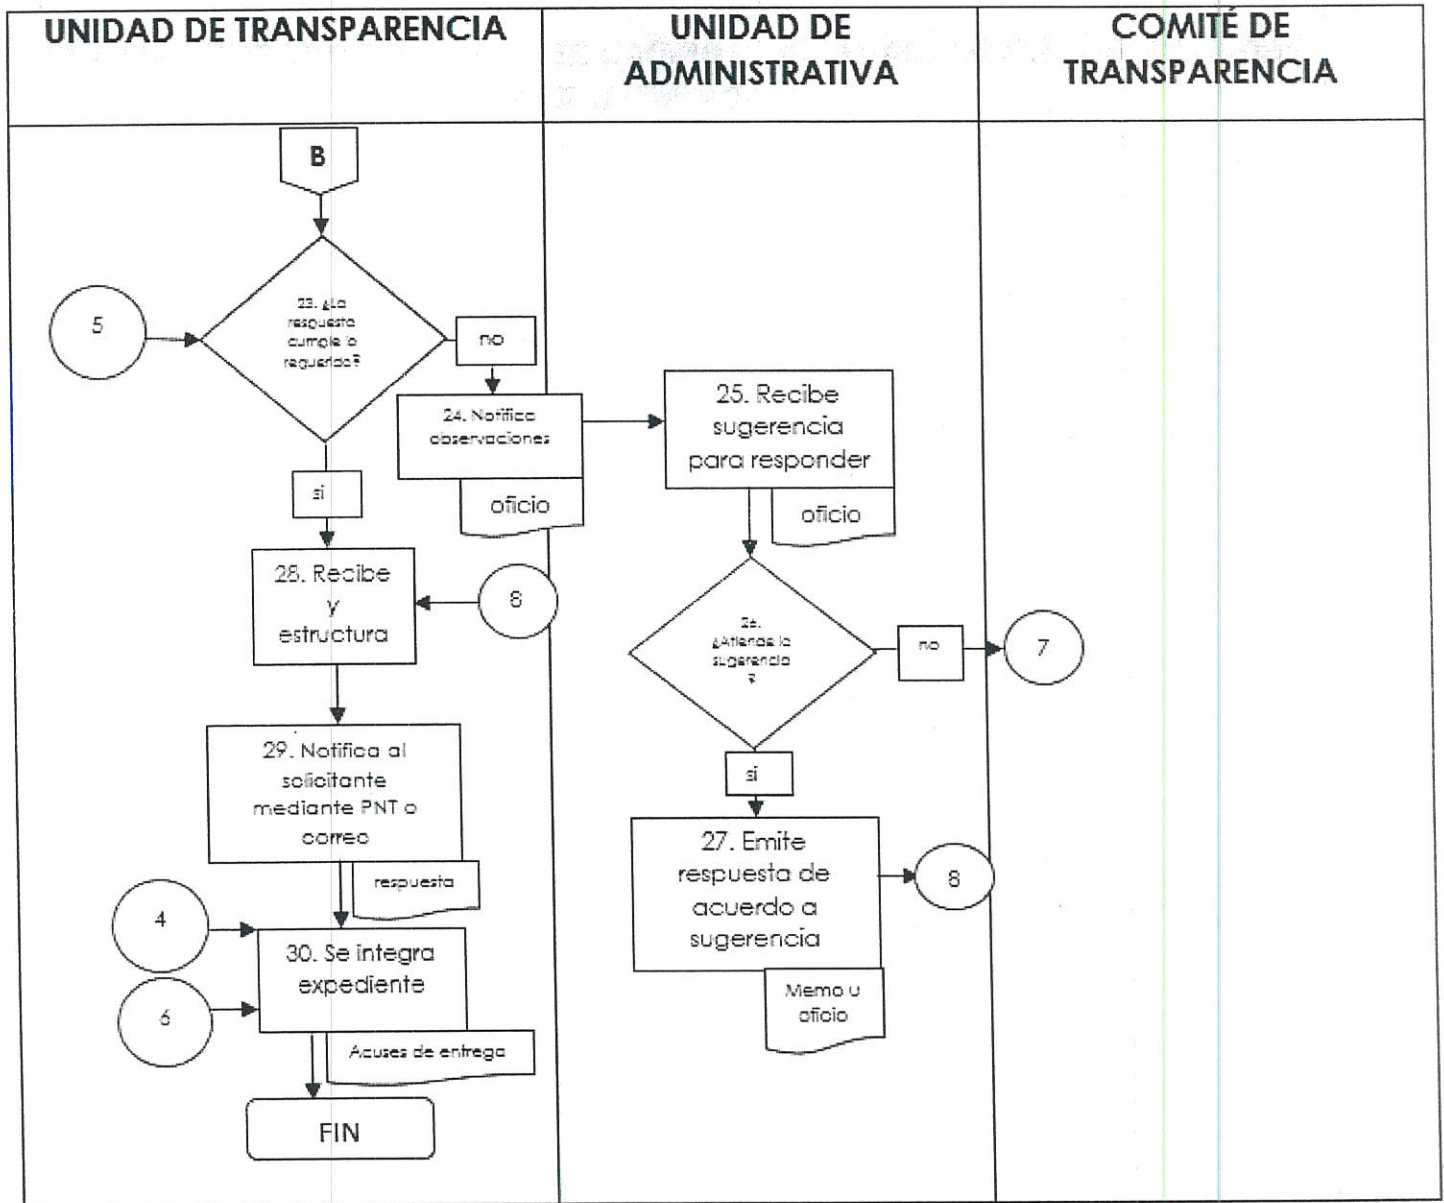 UNIDAD DE TRANSPARENCIA
UNIDAD DE
ADMINISTRATIVA
COMITÉ DE
TRANSPARENCIA
B
5
23. ¿La
respuesta
cumple lo
requerido?
no
24. Notifica
observaciones
oficio
25. Recibe
sugerencia
para responder
oficio
si
28. Recibe
y
estructura
8
26.
¿Atiende la
sugerencia
?
no
7
si
29. Notifica al
solicitante
mediante PNT o
correo
respuesta
27. Emite
respuesta de
acuerdo a
sugerencia
8
Memo u
oficio
4
6
30. Se integra
expediente
Acuses de entrega
FIN